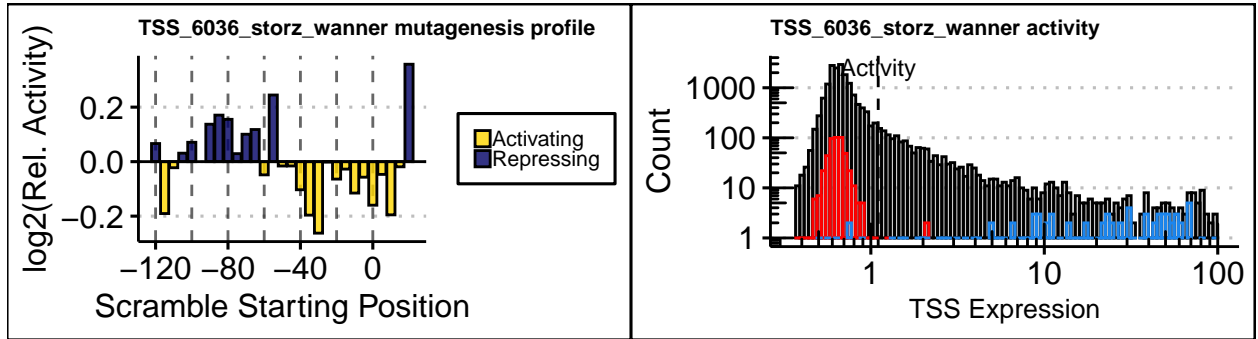 TSS_6036_storz_wanner mutagenesis profile
log2(Rel. Activity)
0.2
0.0
−0.2
−120
−80
−40
0
Scramble Starting Position
Activating
Repressing
TSS_6036_storz_wanner activity
Activity
Count
1000
100
10
1
1
10
100
TSS Expression